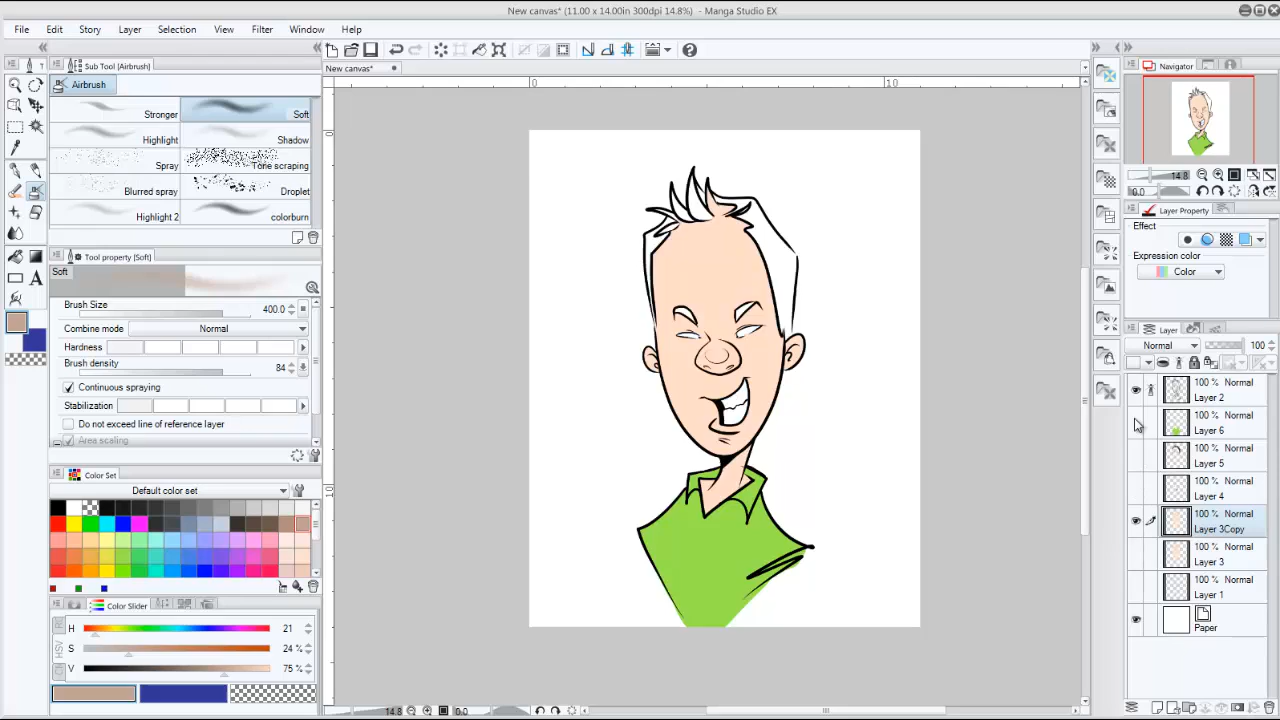 New canvas* (11.00 x 14.00in 300dpi 14.8%) - Manga Studio EX
File Edit Story Layer Selection View Filter Window Help
Sub Tool [Airbrush]
Airbrush
Stronger Soft
Highlight Shadow
Spray Tone scraping
Blurred spray Droplet
Highlight 2 colorburn
Tool property [Soft]
Soft
Brush Size 400.0
Combine mode Normal
Hardness
Brush density 84
Continuous spraying
Stabilization
Do not exceed line of reference layer
Area scaling
Color Set
Default color set
Color Slider
H 21
S 24 %
V 75 %
HSV
New canvas*
0 10
0
10
14.8 0.0
Navigator
14.8
0.0
Layer Property
Effect
Expression color
Color
Layer
Normal 100
100 % Normal
Layer 2
100 % Normal
Layer 6
100 % Normal
Layer 5
100 % Normal
Layer 4
100 % Normal
Layer 3Copy
100 % Normal
Layer 3
100 % Normal
Layer 1
Paper